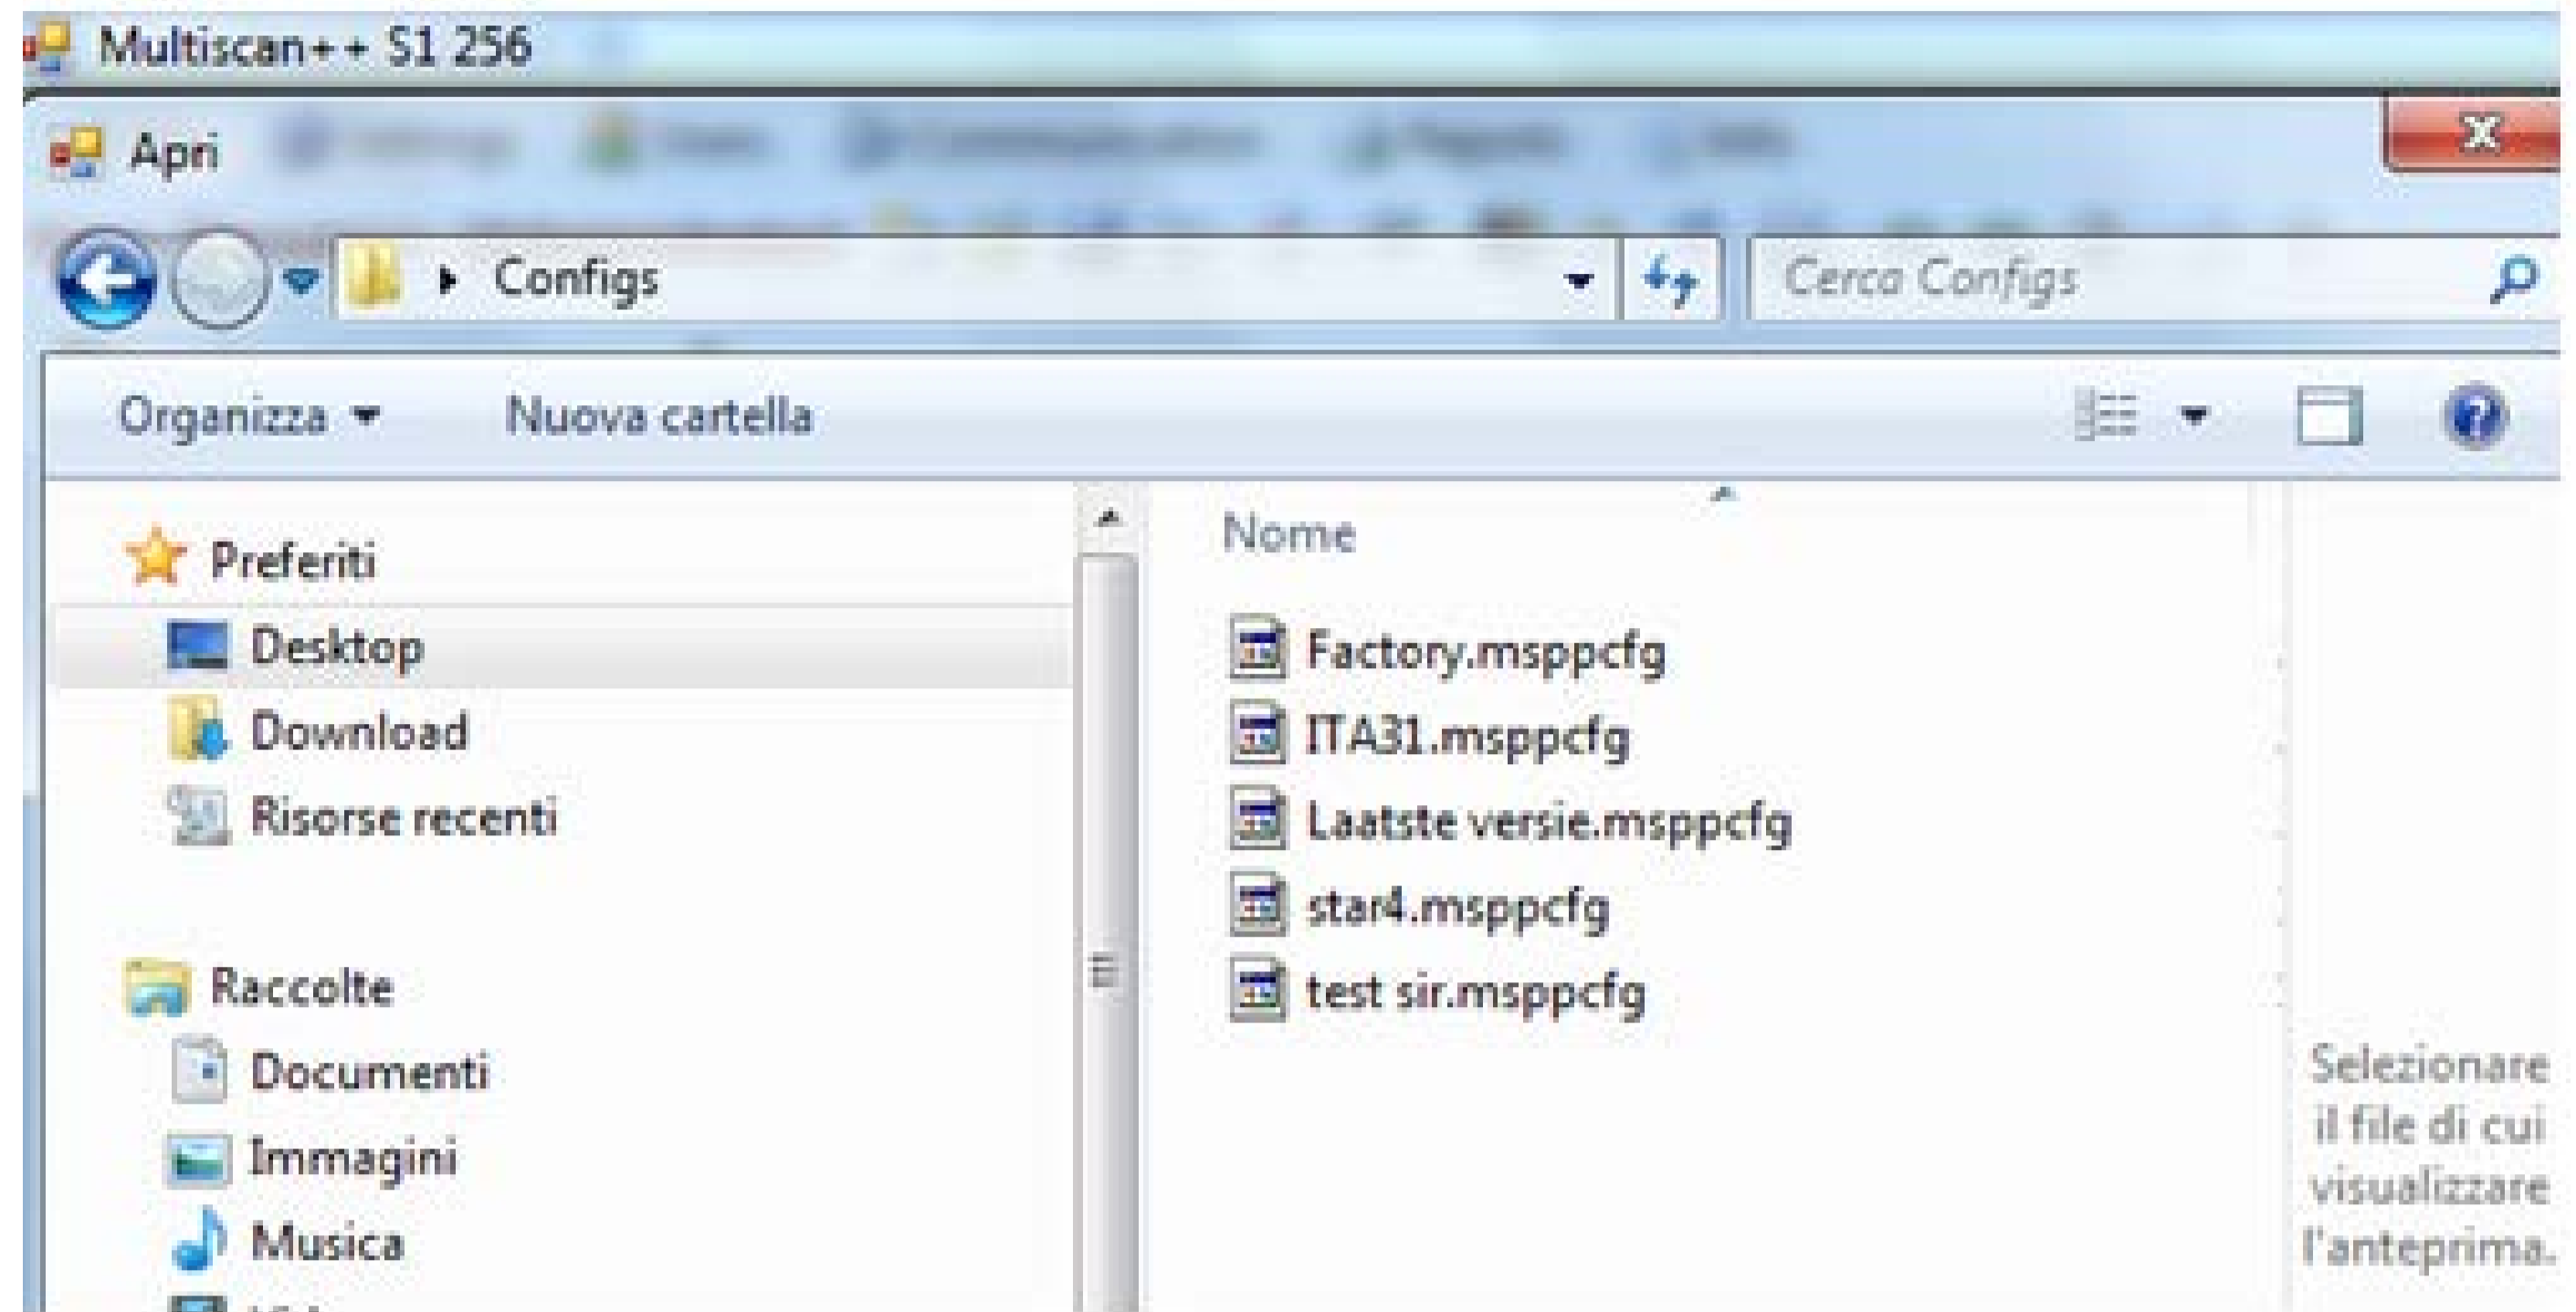 Multiscan++ S1 256
Apri
Configs
Cerca Configs
Organizza
Nuova cartella
Preferiti
Desktop
Download
Risorse recenti
Raccolte
Documenti
Immagini
Musica
Nome
Factory.msppcfg
ITA31.msppcfg
Laatste versie.msppcfg
star4.msppcfg
test sir.msppcfg
Selezionare
il file di cui
visualizzare
l'anteprima.